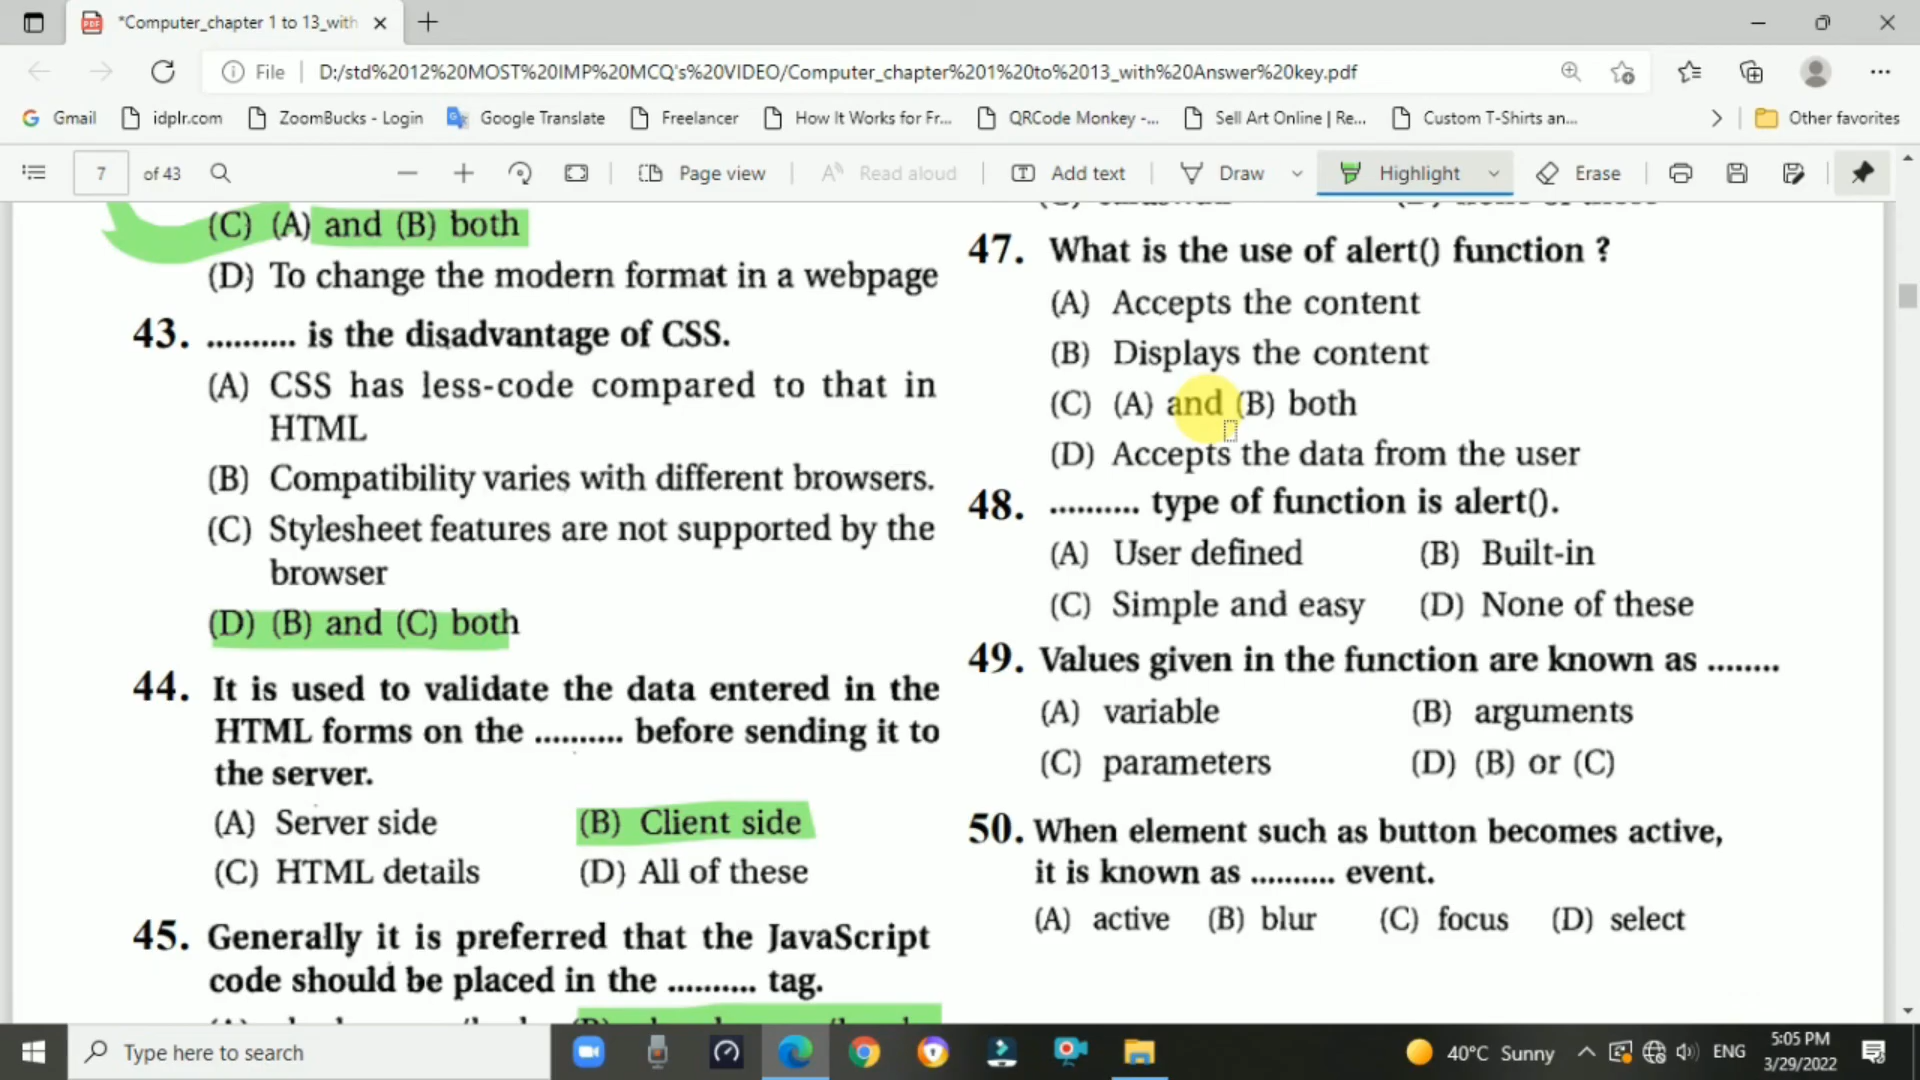 *Computer_chapter 1 to 13_with
File D:/std%2012%20MOST%20IMP%20MCQ's%20VIDEO/Computer_chapter%201%20to%2013_with%20Answer%20key.pdf
Gmail idplr.com ZoomBucks - Login Google Translate Freelancer How It Works for Fr... QRCode Monkey -... Sell Art Online | Re... Custom T-Shirts an... Other favorites
7 of 43 Page view Read aloud Add text Draw Highlight Erase
(C) (A) and (B) both
(D) To change the modern format in a webpage
43. .......... is the disadvantage of CSS.
(A) CSS has less-code compared to that in
HTML
(B) Compatibility varies with different browsers.
(C) Stylesheet features are not supported by the
browser
(D) (B) and (C) both
44. It is used to validate the data entered in the
HTML forms on the .......... before sending it to
the server.
(A) Server side (B) Client side
(C) HTML details (D) All of these
45. Generally it is preferred that the JavaScript
code should be placed in the .......... tag.
47. What is the use of alert() function ?
(A) Accepts the content
(B) Displays the content
(C) (A) and (B) both
(D) Accepts the data from the user
48. .......... type of function is alert().
(A) User defined (B) Built-in
(C) Simple and easy (D) None of these
49. Values given in the function are known as ........
(A) variable (B) arguments
(C) parameters (D) (B) or (C)
50. When element such as button becomes active,
it is known as .......... event.
(A) active (B) blur (C) focus (D) select
Type here to search
40°C Sunny ENG
5:05 PM
3/29/2022